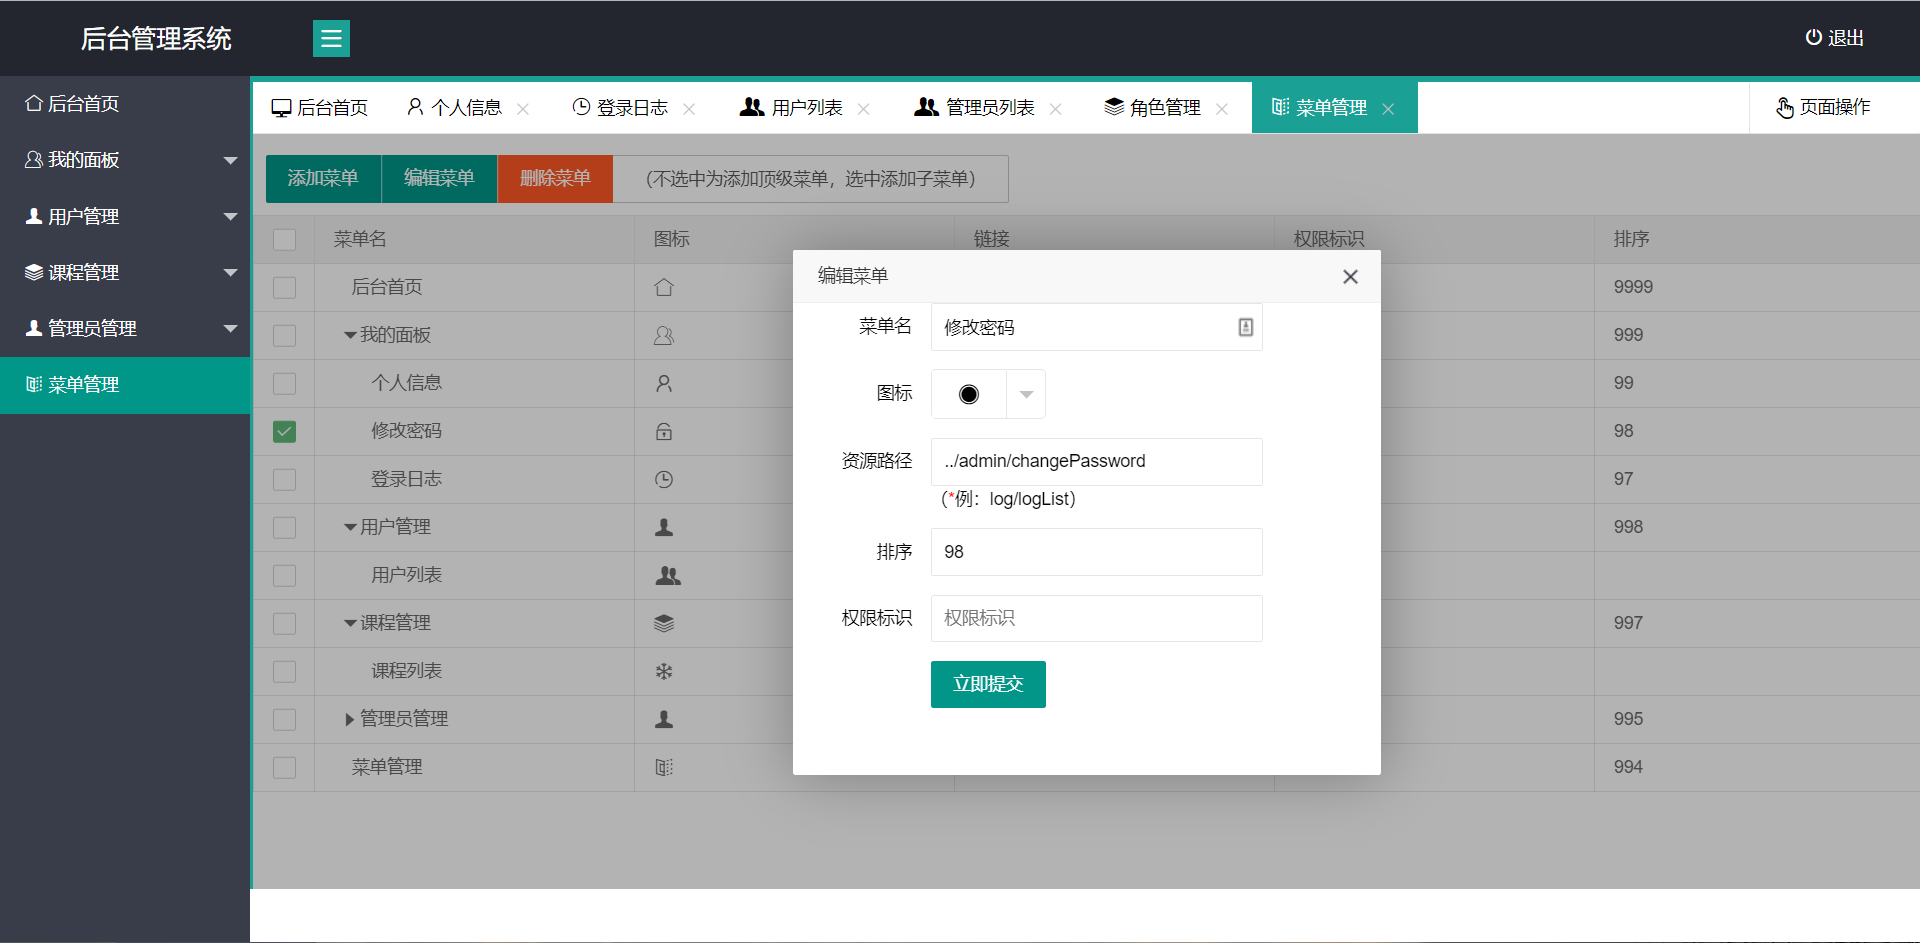 后台管理系统
退出
后台首页
我的面板
用户管理
课程管理
管理员管理
菜单管理
后台首页 个人信息 登录日志 用户列表 管理员列表 角色管理 菜单管理 页面操作
添加菜单 编辑菜单 删除菜单 (不选中为添加顶级菜单，选中添加子菜单)
菜单名 图标 链接 权限标识 排序
后台首页 9999
我的面板 999
个人信息 99
修改密码 98
登录日志 97
用户管理 998
用户列表
课程管理 997
课程列表
管理员管理 995
菜单管理 994
编辑菜单
菜单名 修改密码
图标
资源路径 ../admin/changePassword
(*例：log/logList)
排序 98
权限标识 权限标识
立即提交